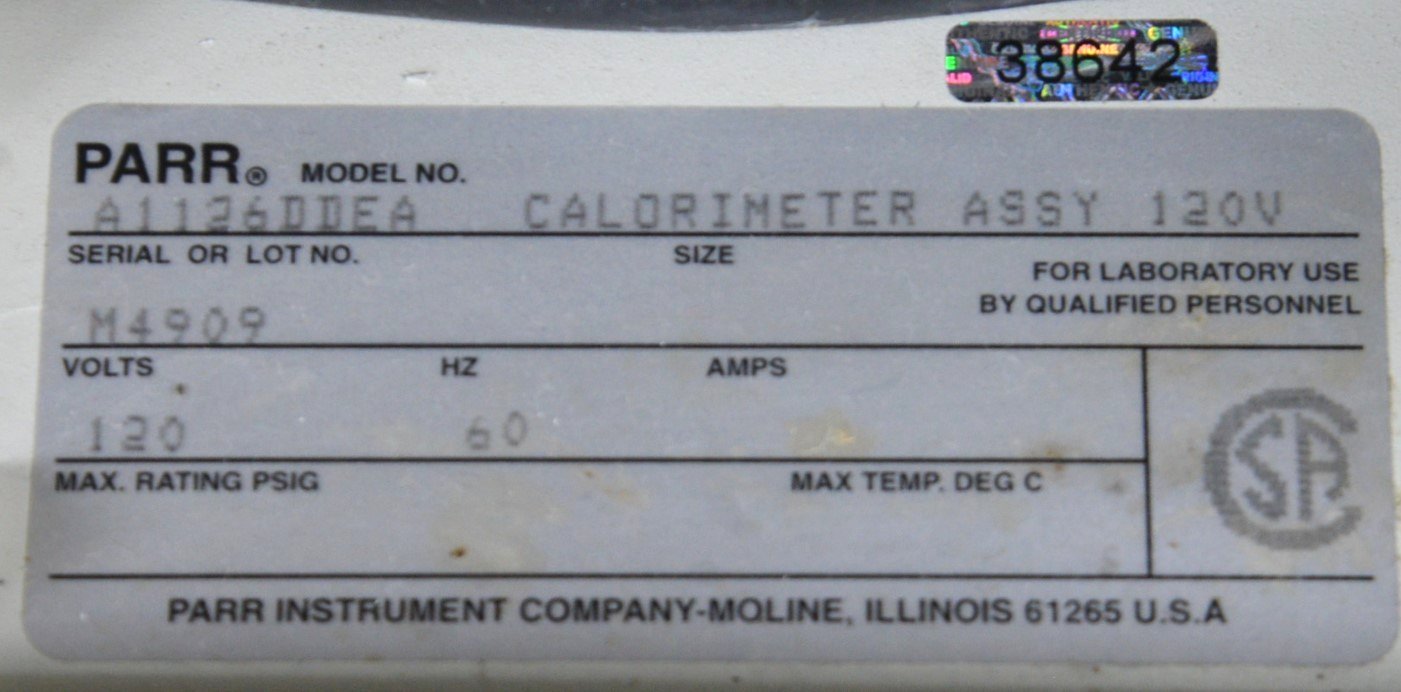 38642
PARR® MODEL NO.
A1126DDEA CALORIMETER ASSY 120V
SERIAL OR LOT NO. SIZE
FOR LABORATORY USE
BY QUALIFIED PERSONNEL
M4909
VOLTS HZ AMPS
120 60
MAX. RATING PSIG MAX TEMP. DEG C
SA
PARR INSTRUMENT COMPANY-MOLINE, ILLINOIS 61265 U.S.A